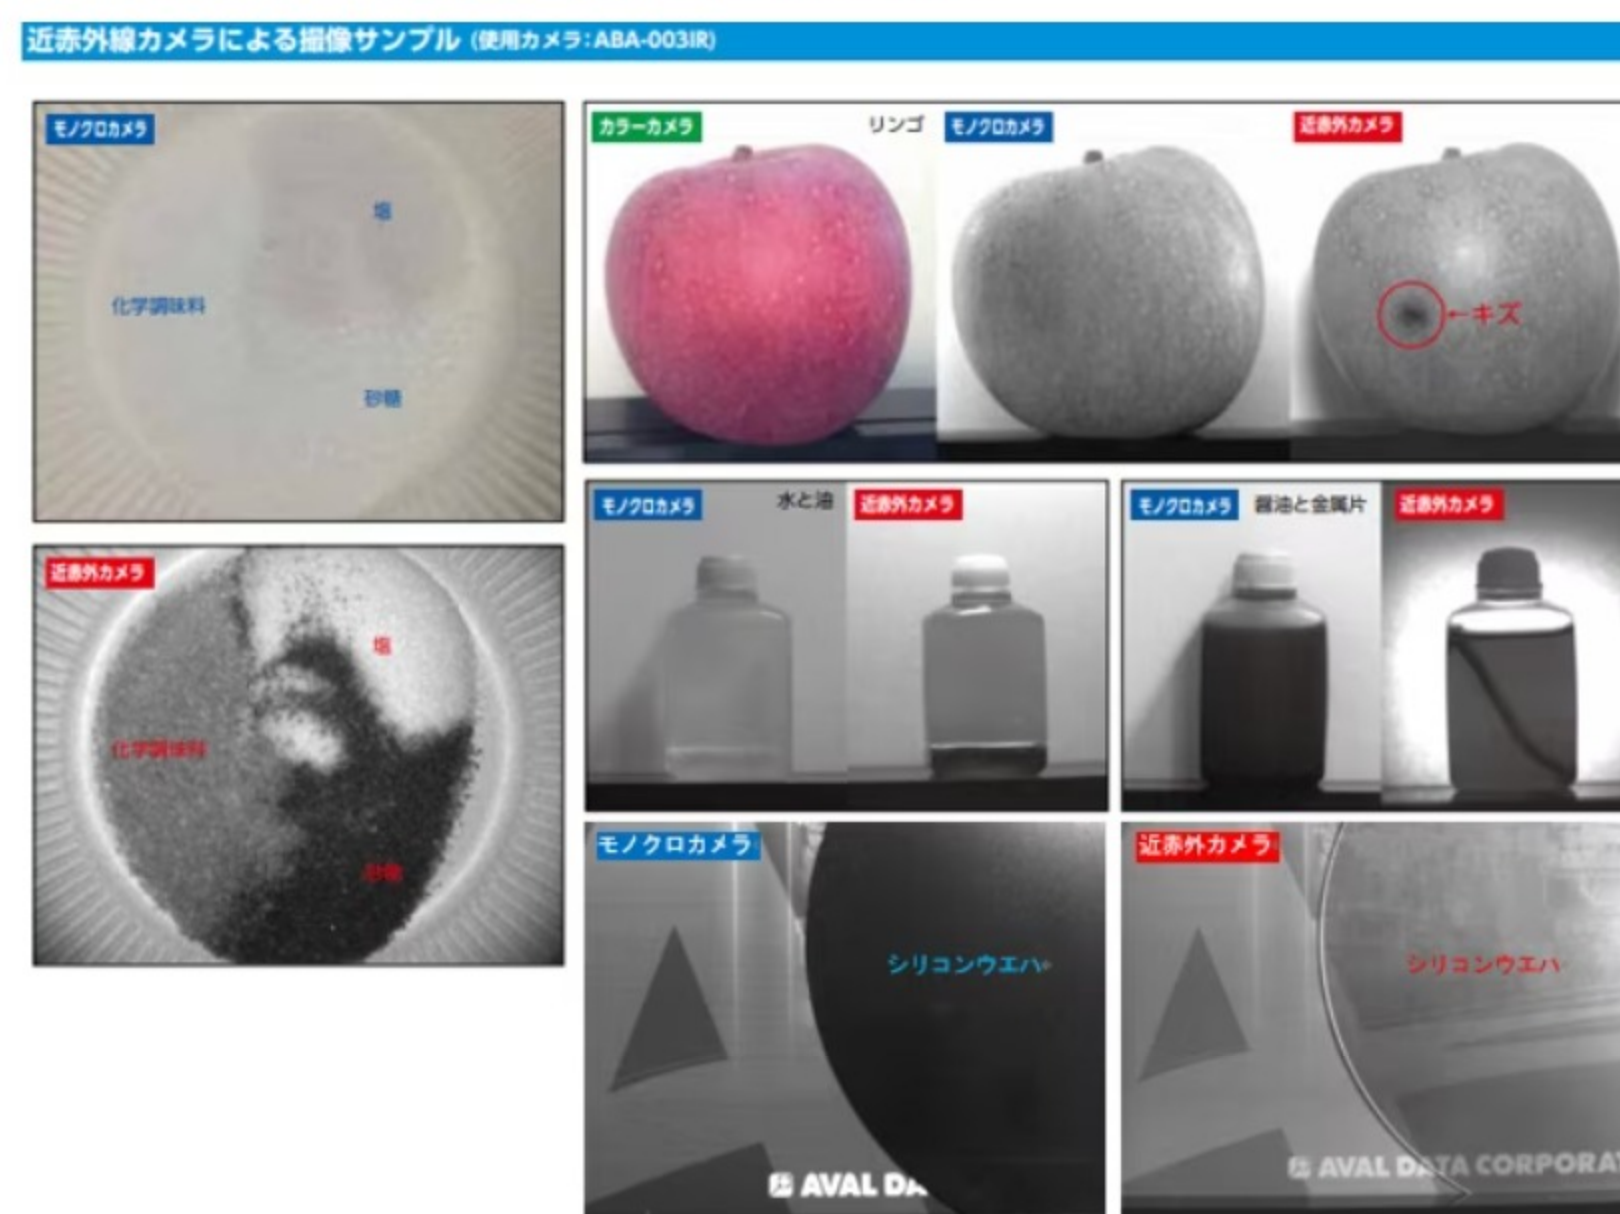 近赤外線カメラによる撮像サンプル (使用カメラ:ABA-003IR)
モノクロカメラ
塩
化学調味料
砂糖
近赤外カメラ
塩
化学調味料
砂糖
カラーカメラ
リンゴ
モノクロカメラ
近赤外カメラ
←キズ
モノクロカメラ
水と油
近赤外カメラ
モノクロカメラ
醤油と金属片
近赤外カメラ
モノクロカメラ
シリコンウエハ
AVAL DA
近赤外カメラ
シリコンウエハ
AVAL DATA CORPORA